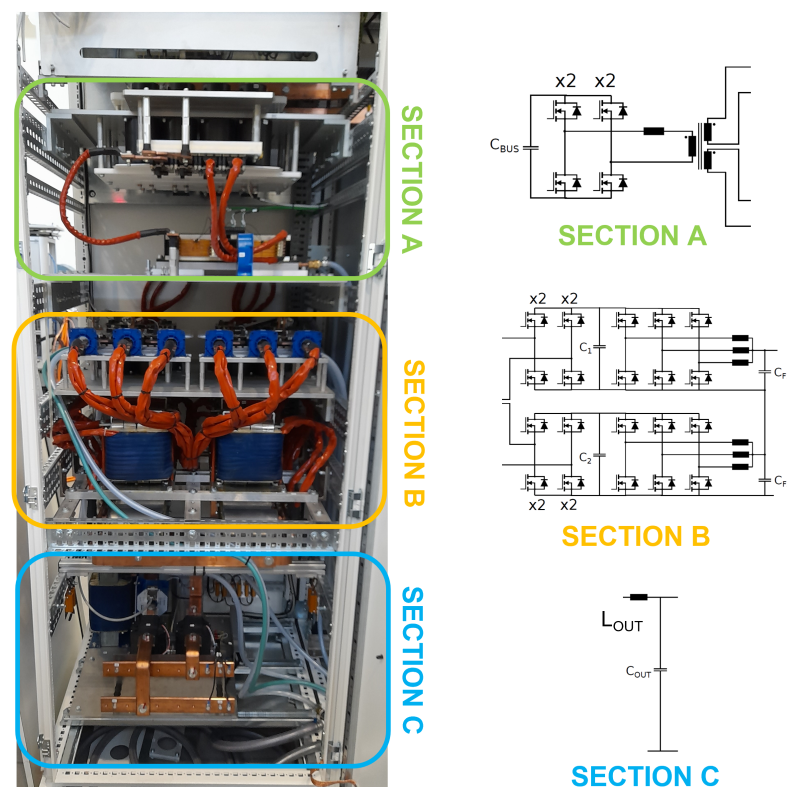 SECTION A
SECTION B
SECTION C
x2 x2
CBUS
SECTION A
x2 x2
C1
CF
C2
CF
x2 x2
SECTION B
LOUT
COUT
SECTION C